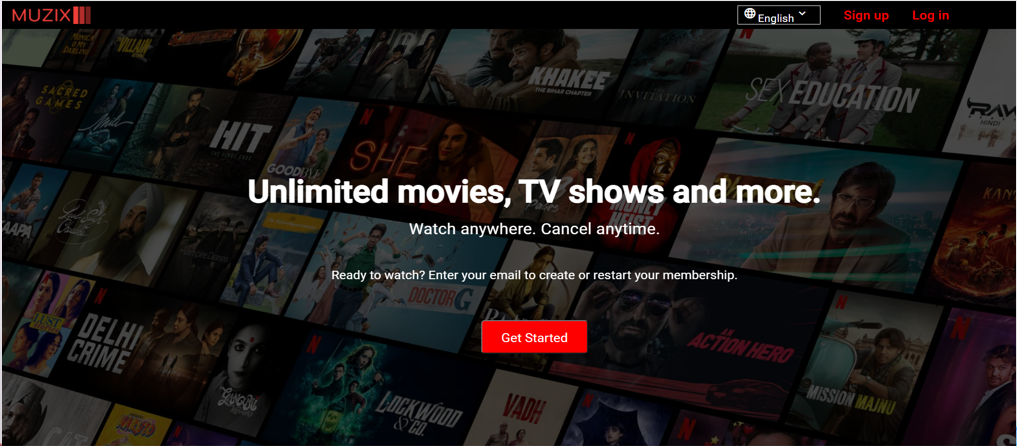 MUZIX
English
Sign up
Log in
VILLAIN
SACRED
GAMES
KHAKEE
THE BIHAR CHAPTER
INVITATION
SEX EDUCATION
HINDI
HIT
SHE
Unlimited movies, TV shows and more.
Watch anywhere. Cancel anytime.
Ready to watch? Enter your email to create or restart your membership.
DOCTOR G
DELHI
CRIME
Get Started
AN
ACTION HERO
MISSION
MAJNU
LOCKWOOD
& CO.
VADH